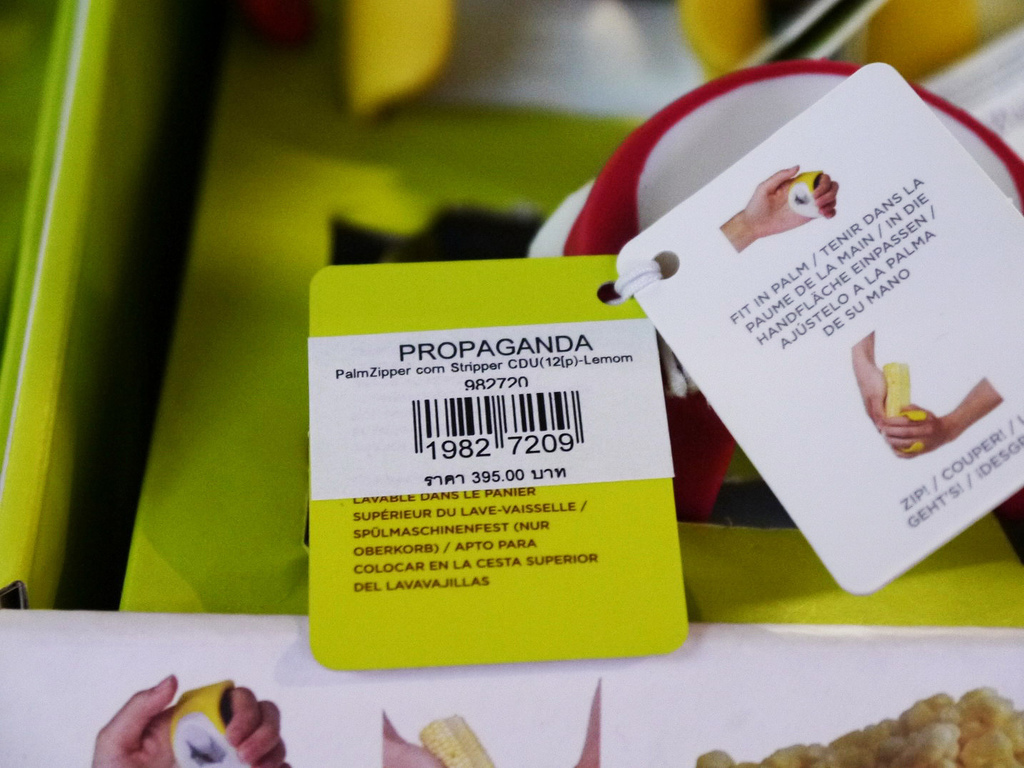 PROPAGANDA
PalmZipper corn Stripper CDU(12[p)-Lemom
982720
1982 7209
ราคา 395.00 บาท
LAVABLE DANS LE PANIER
SUPÉRIEUR DU LAVE-VAISSELLE /
SPÜLMASCHINENFEST (NUR
OBERKORB) / APTO PARA
COLOCAR EN LA CESTA SUPERIOR
DEL LAVAVAJILLAS
FIT IN PALM / TENIR DANS LA
PAUME DE LA MAIN / IN DIE
HANDFLÄCHE EINPASSEN /
AJÚSTELO A LA PALMA
DE SU MANO
ZIP! / COUPER! /
GEHT'S! /